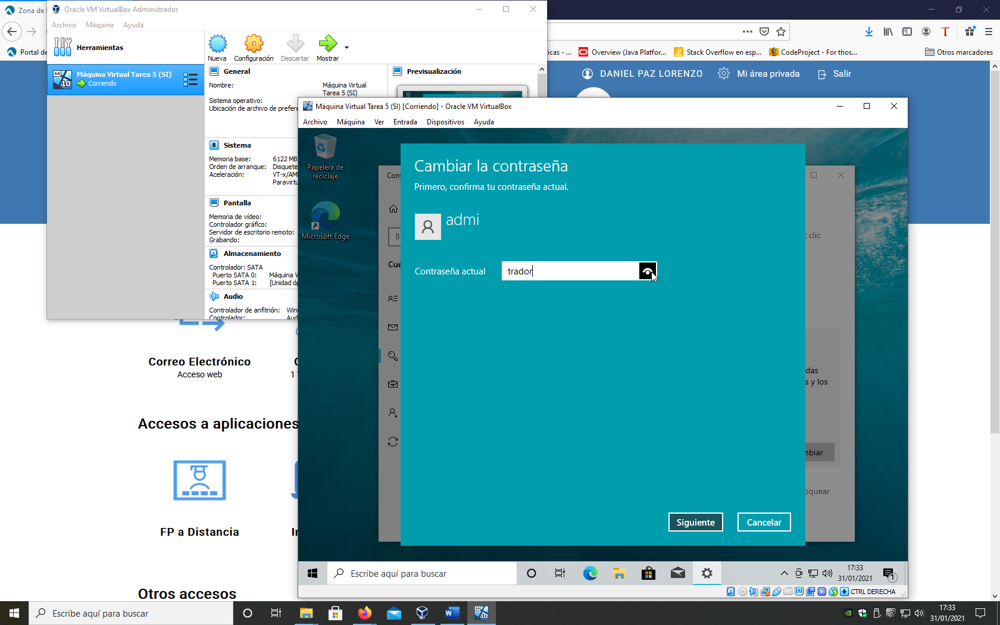 Zona de
Oracle VM VirtualBox Administrador
Archivo Máquina Ayuda
Herramientas
Nueva Configuración Descartar Mostrar
Portal de
icas - ... Overview (Java Platfor... Stack Overflow en esp... CodeProject - For thos... Otros marcadores
64 10 Máquina Virtual Tarea 5 (SI)
Corriendo
DANIEL PAZ LORENZO Mi área privada Salir
General
Nombre: Máquina Virtual
Tarea 5 (SI)
Sistema operativo:
Ubicación de archivo de prefere
Previsualización
Sistema
Memoria base: 6122 MB
Orden de arranque: Disquete
Aceleración: VT-x/AM
Paravirtu
Pantalla
Memoria de vídeo:
Controlador gráfico:
Servidor de escritorio remoto:
Grabando:
Almacenamiento
Controlador: SATA
Puerto SATA 0: Máquina V
Puerto SATA 1: [Unidad óp
Audio
Controlador de anfitrión: Win
Controlador: Aud
Máquina Virtual Tarea 5 (SI) [Corriendo] - Oracle VM VirtualBox
Archivo Máquina Ver Entrada Dispositivos Ayuda
Papelera de
reciclaje
Microsoft Edge
Conf
B
Cue
Cambiar la contraseña
Primero, confirma tu contraseña actual.
admi
Contraseña actual trador
Siguiente Cancelar
clic
das
s y los
mbiar
oquear
Escribe aquí para buscar
17:33
31/01/2021
1
CTRL DERECHA
Correo Electrónico
Acceso web
Accesos a aplicaciones
FP a Distancia
Otros accesos
Escribe aquí para buscar
17:33
31/01/2021